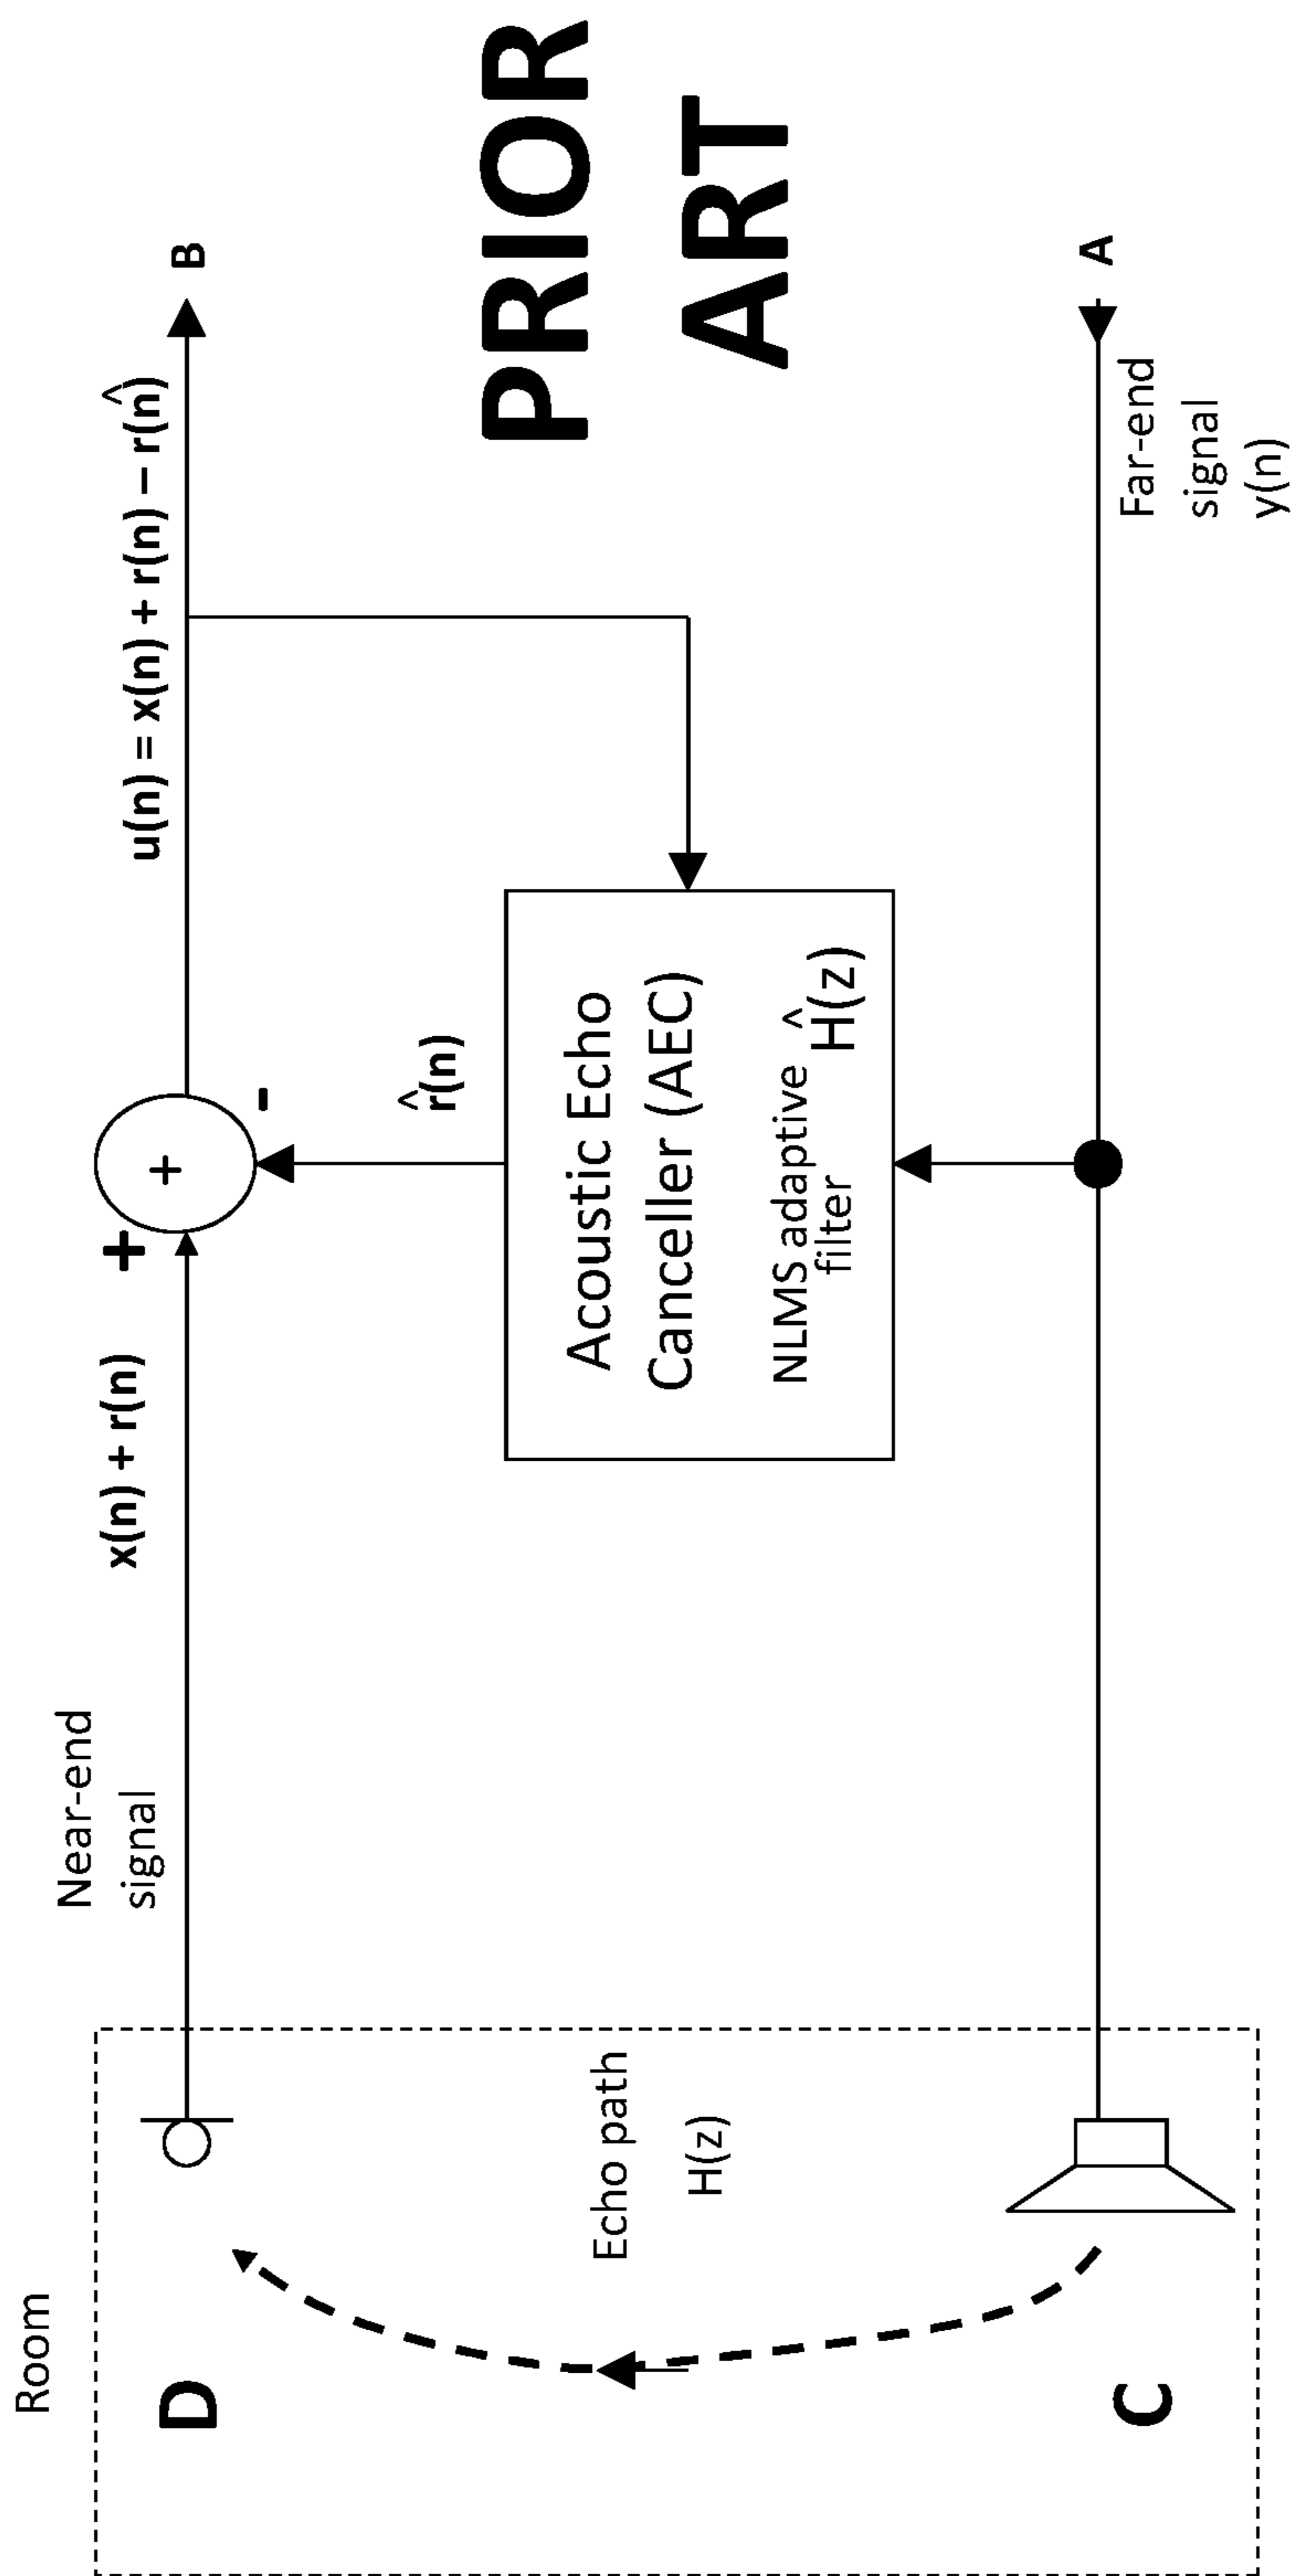 Room
D
C
Echo path
H(z)
Near-end
signal
x(n) + r(n)
+
+
-
r̂(n)
Acoustic Echo
Canceller (AEC)
NLMS adaptive
filter
Ĥ(z)
u(n) = x(n) + r(n) – r(n̂)
B
A
Far-end
signal
y(n)
PRIOR
ART